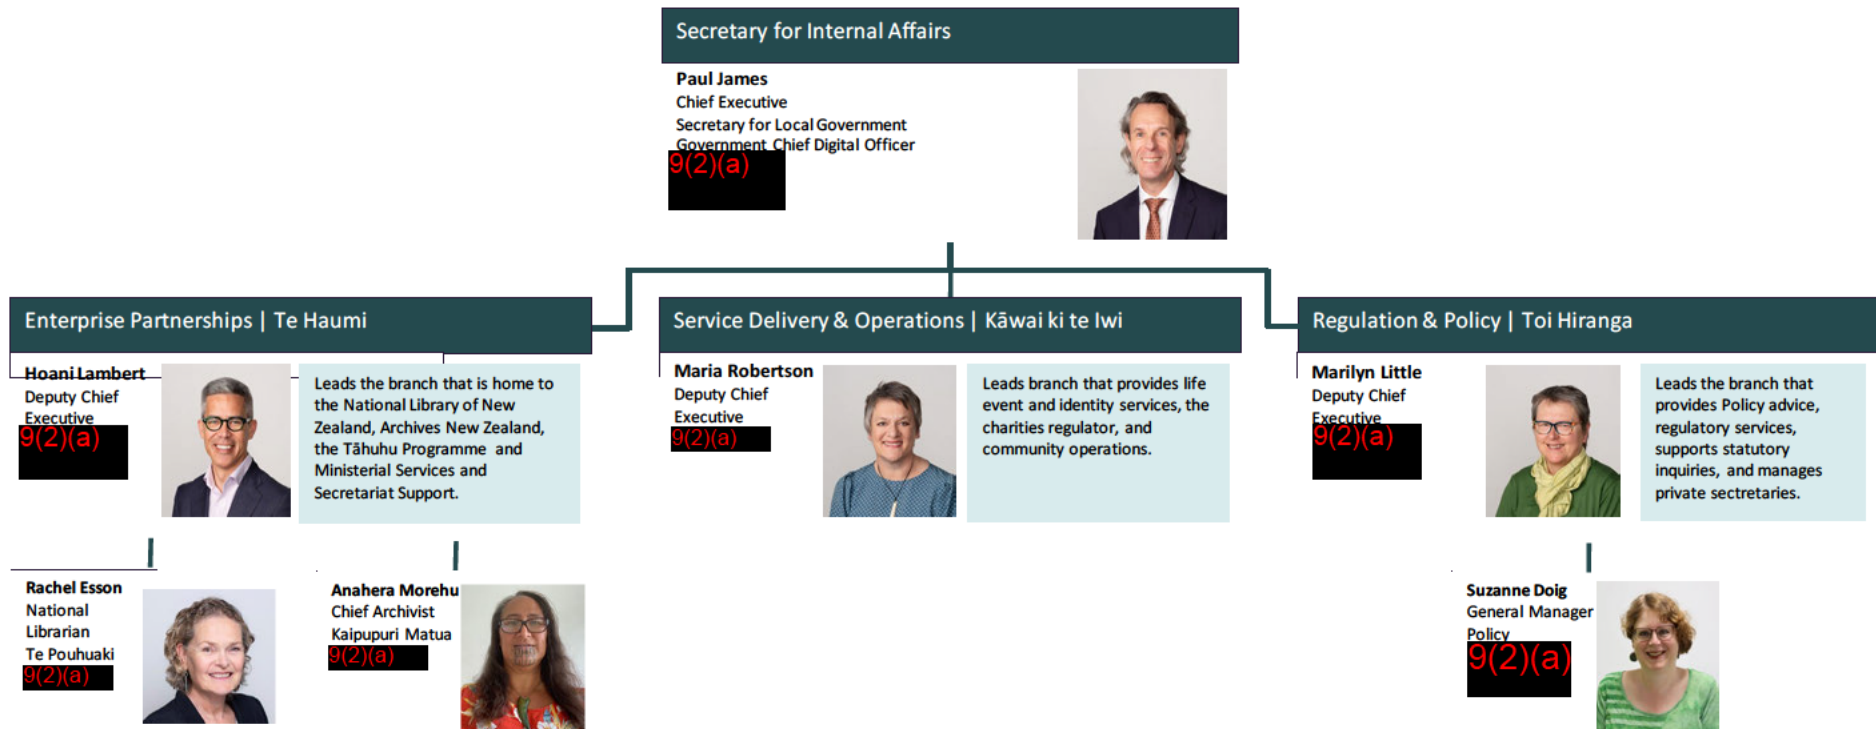 Secretary for Internal Affairs
Paul James
Chief Executive
Secretary for Local Government
Government Chief Digital Officer
9(2)(a)
Enterprise Partnerships | Te Haumi
Hoani Lambert
Deputy Chief
Executive
9(2)(a)
Leads the branch that is home to
the National Library of New
Zealand, Archives New Zealand,
the Tāhuhu Programme and
Ministerial Services and
Secretariat Support.
Service Delivery & Operations | Kāwai ki te Iwi
Maria Robertson
Deputy Chief
Executive
9(2)(a)
Leads branch that provides life
event and identity services, the
charities regulator, and
community operations.
Regulation & Policy | Toi Hiranga
Marilyn Little
Deputy Chief
Executive
9(2)(a)
Leads the branch that
provides Policy advice,
regulatory services,
supports statutory
inquiries, and manages
private sectretaries.
Rachel Esson
National
Librarian
Te Pouhuaki
9(2)(a)
Anahera Morehu
Chief Archivist
Kaipupuri Matua
9(2)(a)
Suzanne Doig
General Manager
Policy
9(2)(a)